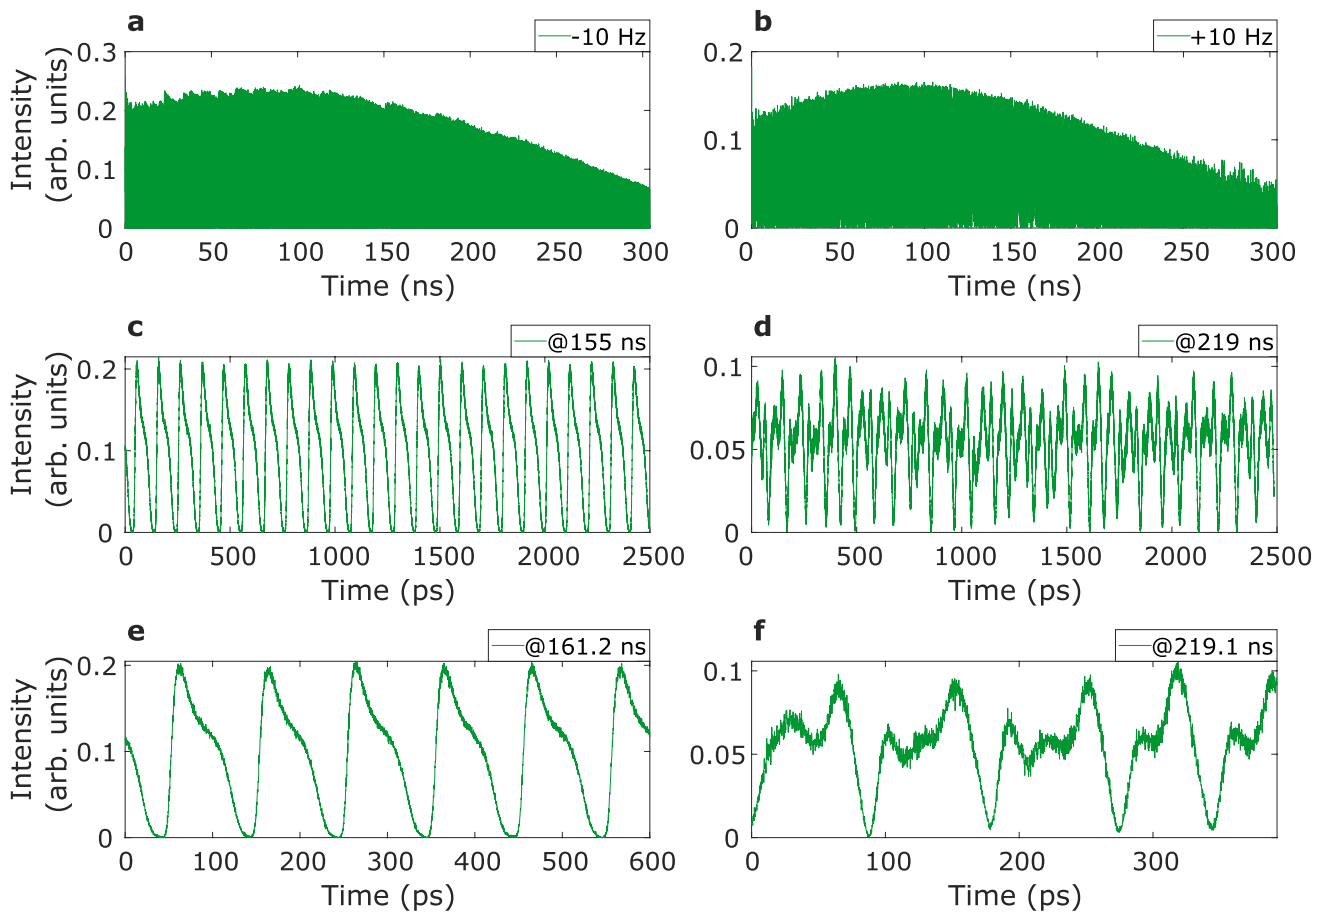 a
b
-10 Hz
+10 Hz
Intensity
(arb. units)
0.3
0.2
0.1
0
0 50 100 150 200 250 300
Time (ns)
0.2
0.1
0
0 50 100 150 200 250 300
Time (ns)
c
d
@155 ns
@219 ns
Intensity
(arb. units)
0.2
0.1
0
0 500 1000 1500 2000 2500
Time (ps)
0.1
0.05
0
0 500 1000 1500 2000 2500
Time (ps)
e
f
@161.2 ns
@219.1 ns
Intensity
(arb. units)
0.2
0.1
0
0 100 200 300 400 500 600
Time (ps)
0.1
0.05
0
0 100 200 300
Time (ps)